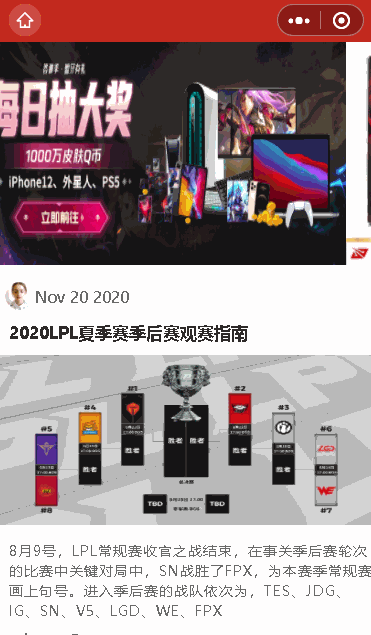 每日抽大奖
1000万皮肤Q币
iPhone12、外星人、PS5
立即前往
Nov 20 2020
2020LPL夏季赛季后赛观赛指南
#1
#2
#4
#3
#5
#6
胜者
胜者
胜者
胜者
胜者
胜者
LGD
WE
#8
#7
TBD
TBD
8月9号，LPL常规赛收官之战结束，在事关季后赛轮次
的比赛中关键对局中，SN战胜了FPX，为本赛季常规赛
画上句号。进入季后赛的战队依次为，TES、JDG、
IG、SN、V5、LGD、WE、FPX